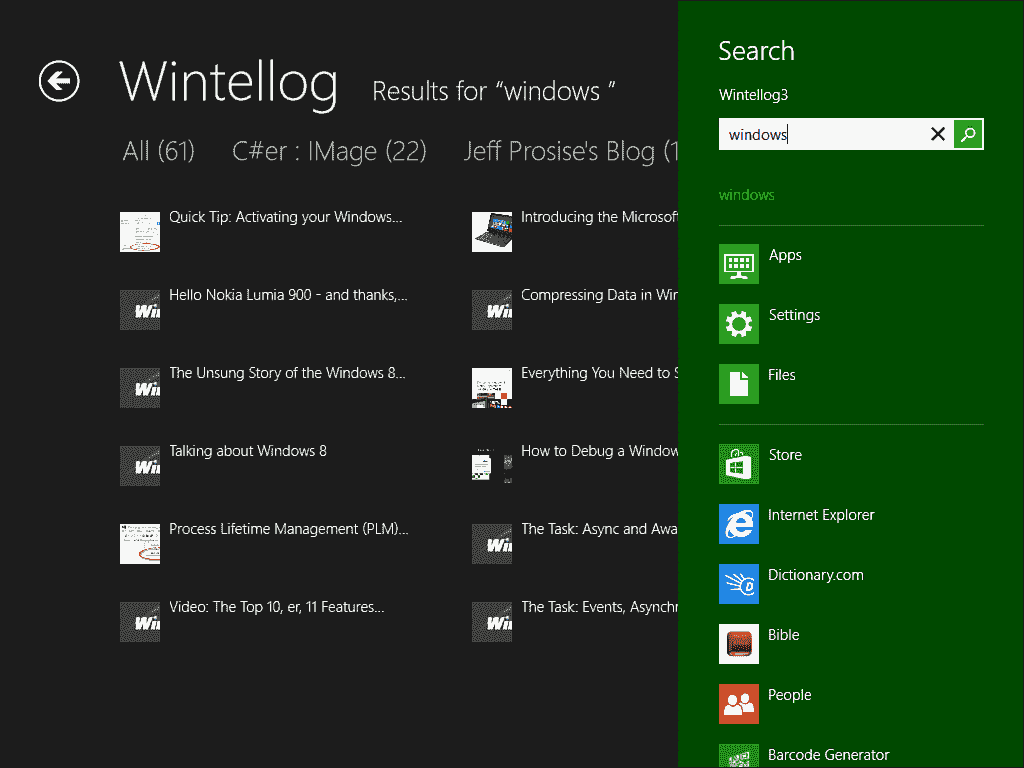 Wintellog Results for “windows ”
All (61) C#er : IMage (22) Jeff Prosise's Blog (1
Quick Tip: Activating your Windows...
Hello Nokia Lumia 900 - and thanks,...
The Unsung Story of the Windows 8...
Talking about Windows 8
Process Lifetime Management (PLM)...
Video: The Top 10, er, 11 Features...
Introducing the Microsoft
Compressing Data in Win
Everything You Need to S
How to Debug a Window
The Task: Async and Awa
The Task: Events, Asynchr
Search
Wintellog3
windows
windows
Apps
Settings
Files
Store
Internet Explorer
Dictionary.com
Bible
People
Barcode Generator